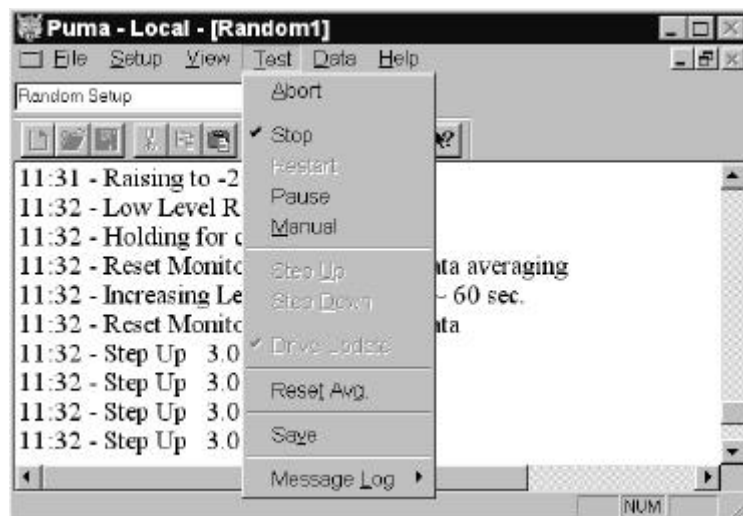 Puma - Local - [Random1]
File Setup View Test Data Help
Random Setup
Abort
Stop
Restart
Pause
Manual
Step Up
Step Down
Drive Update
Reset Avg.
Save
Message Log
11:31 - Raising to -2
11:32 - Low Level R
11:32 - Holding for
11:32 - Reset Monito ata averaging
11:32 - Increasing Le ~ 60 sec.
11:32 - Reset Monito ata
11:32 - Step Up 3.0
11:32 - Step Up 3.0
11:32 - Step Up 3.0
11:32 - Step Up 3.0
NUM